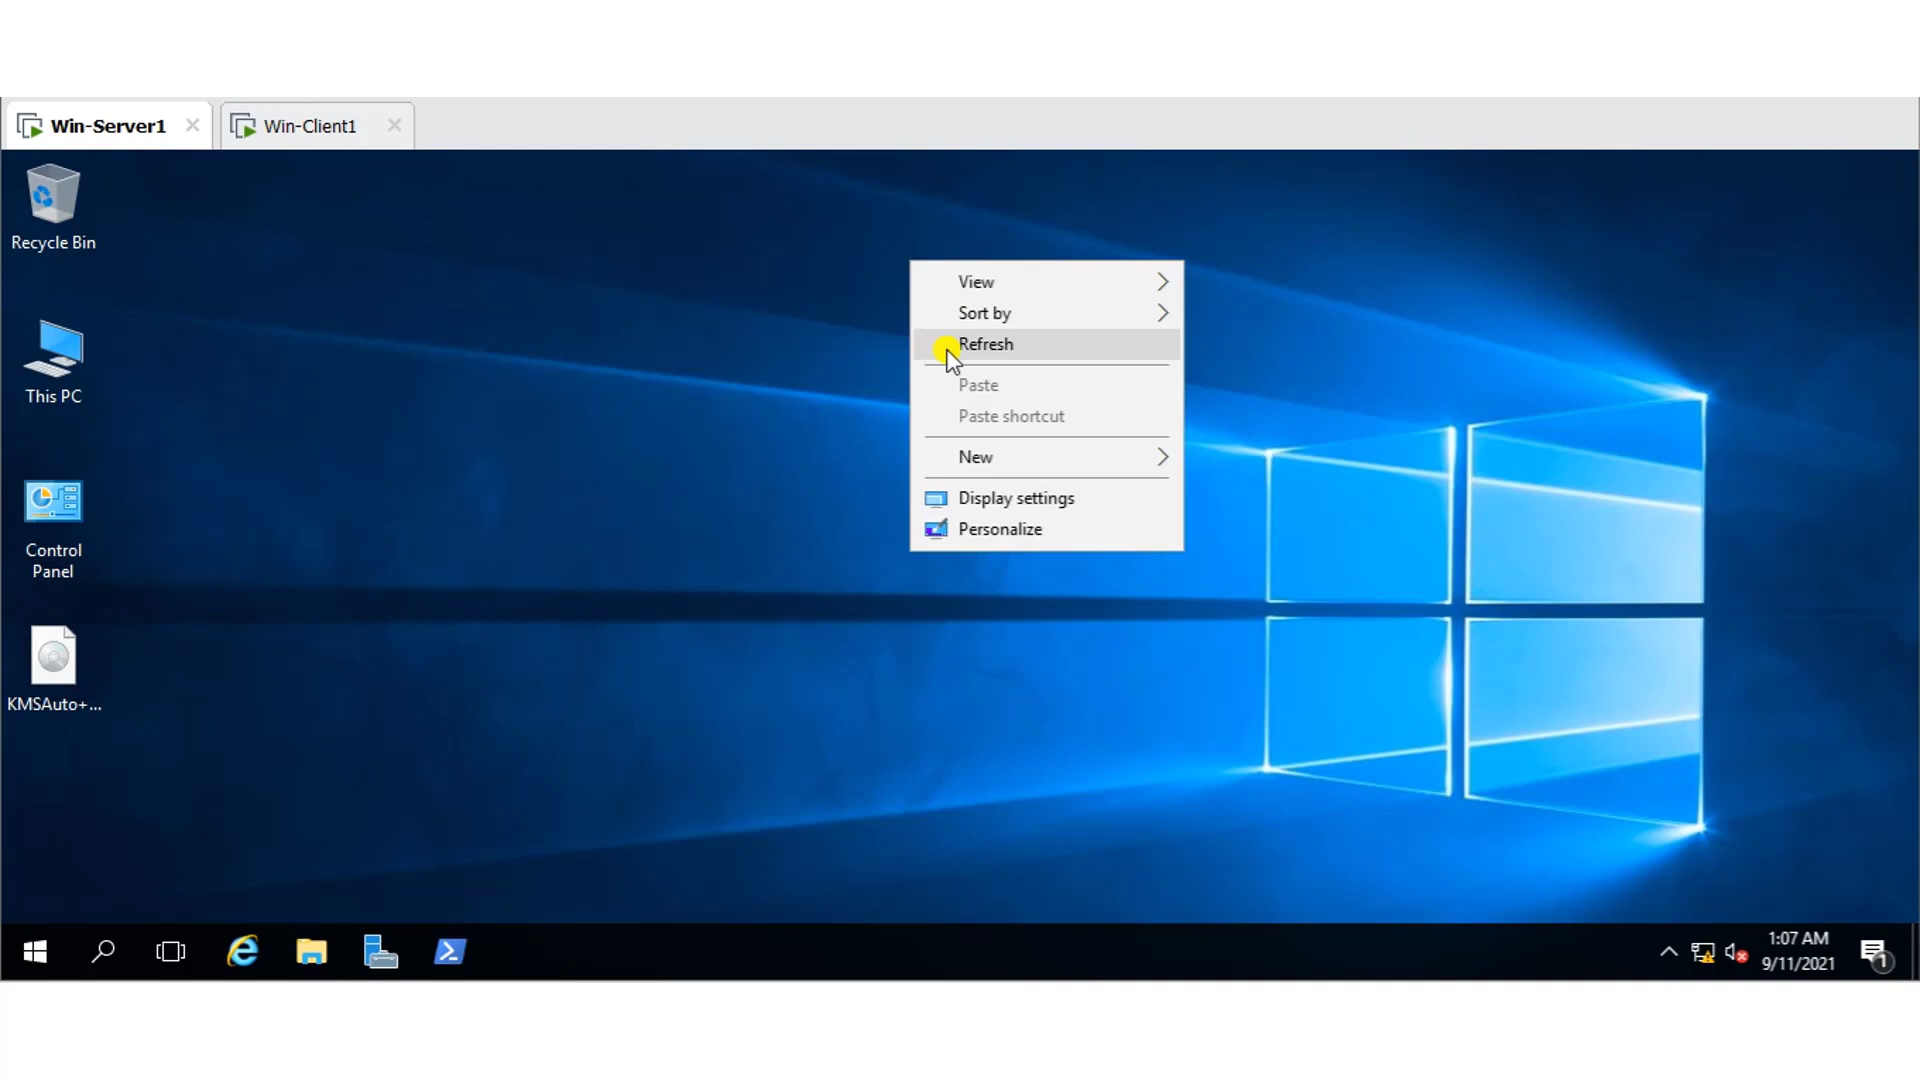 Win-Server1
Win-Client1
Recycle Bin
This PC
Control
Panel
KMSAuto+...
View
Sort by
Refresh
Paste
Paste shortcut
New
Display settings
Personalize
1:07 AM
9/11/2021
1